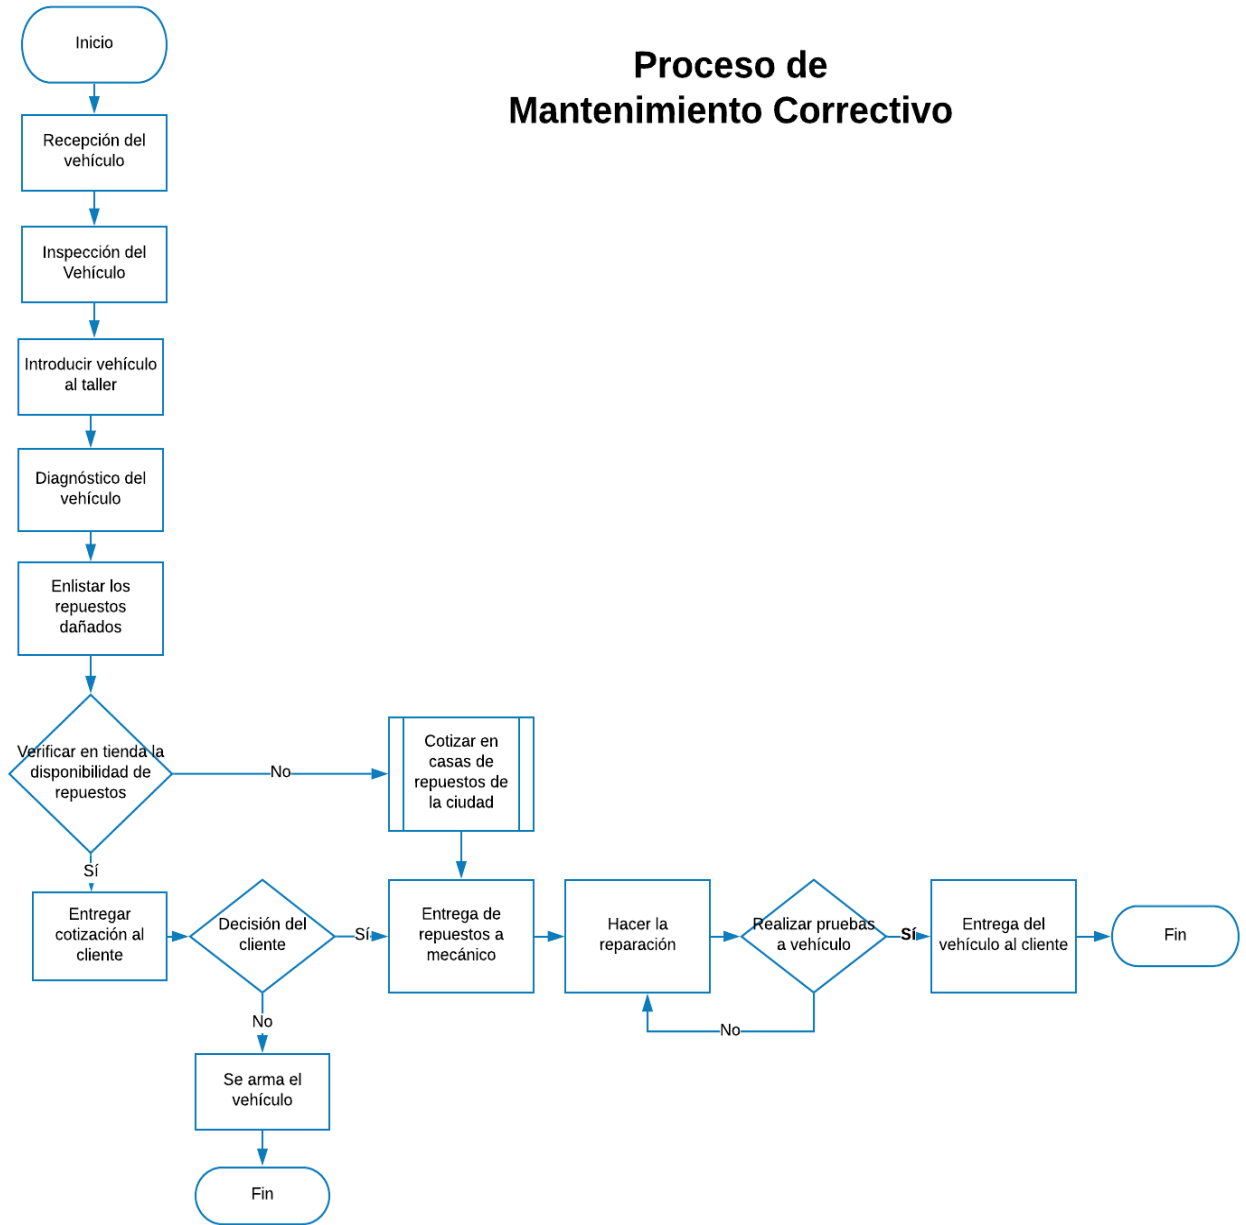 Proceso de
Mantenimiento Correctivo
Inicio
Recepción del
vehículo
Inspección del
Vehículo
Introducir vehículo
al taller
Diagnóstico del
vehículo
Enlistar los
repuestos
dañados
Verificar en tienda la
disponibilidad de
repuestos
No
Cotizar en
casas de
repuestos de
la ciudad
Sí
Entregar
cotización al
cliente
Decisión del
cliente
Sí
Entrega de
repuestos a
mecánico
Hacer la
reparación
Realizar pruebas
a vehículo
Sí
Entrega del
vehículo al cliente
Fin
No
No
Se arma el
vehículo
Fin